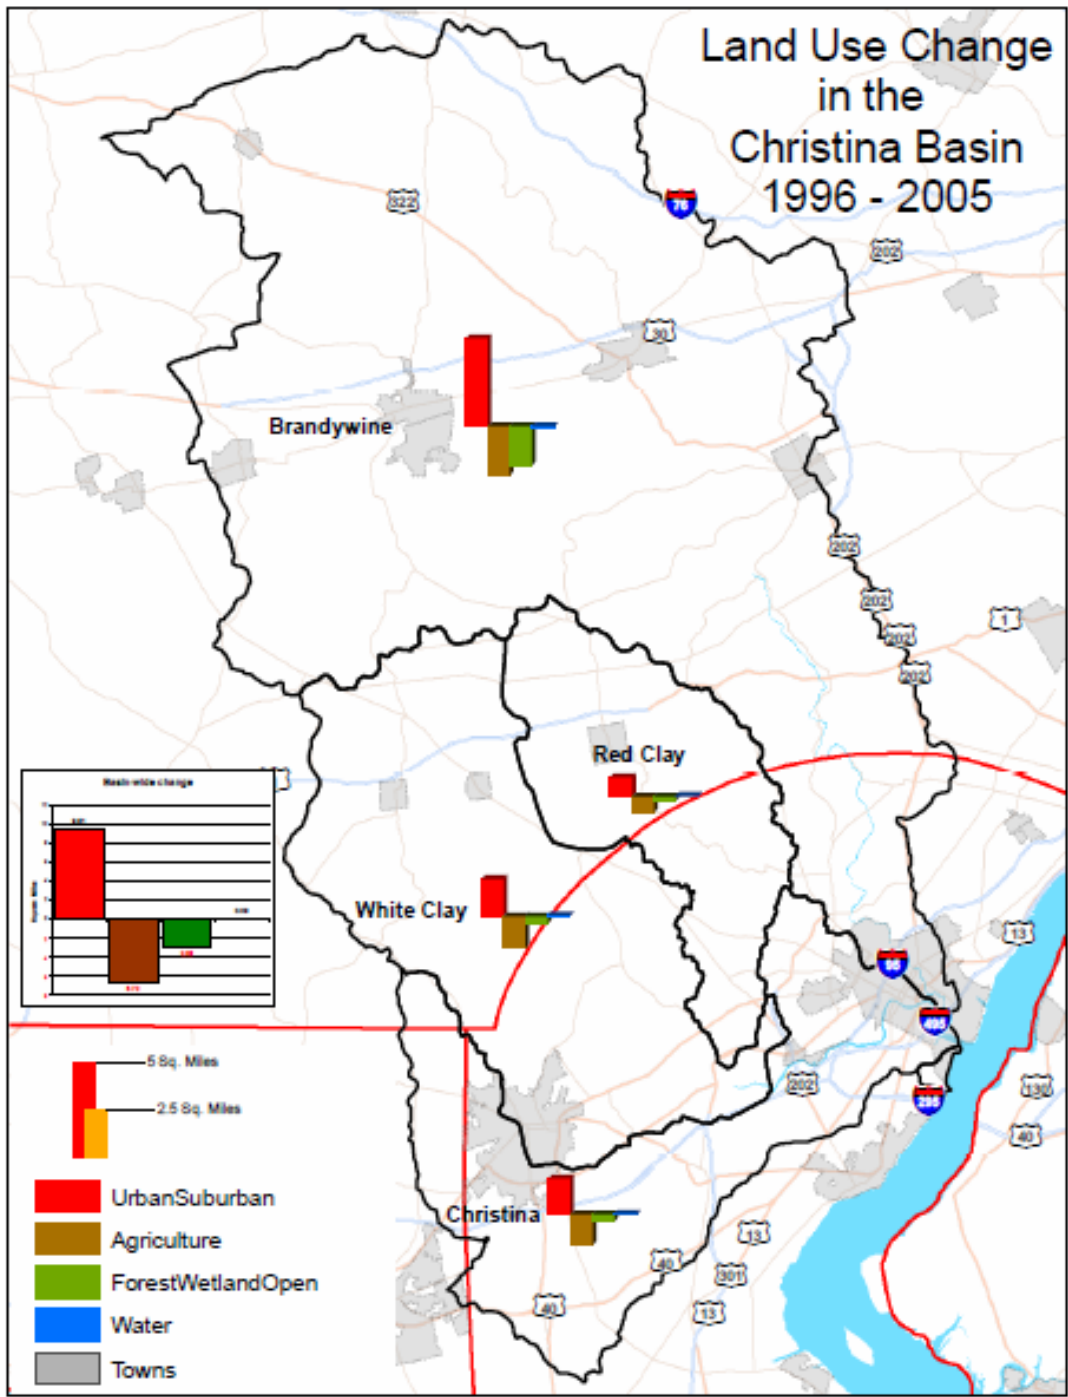 Land Use Change
in the
Christina Basin
1996 - 2005
76
322
202
30
Brandywine
202
202
1
202
202
Red Clay
Basin-wide change
White Clay
13
95
495
5 Sq. Miles
202
295
130
2.5 Sq. Miles
40
UrbanSuburban
Christina
13
Agriculture
40
301
ForestWetlandOpen
40
13
Water
Towns